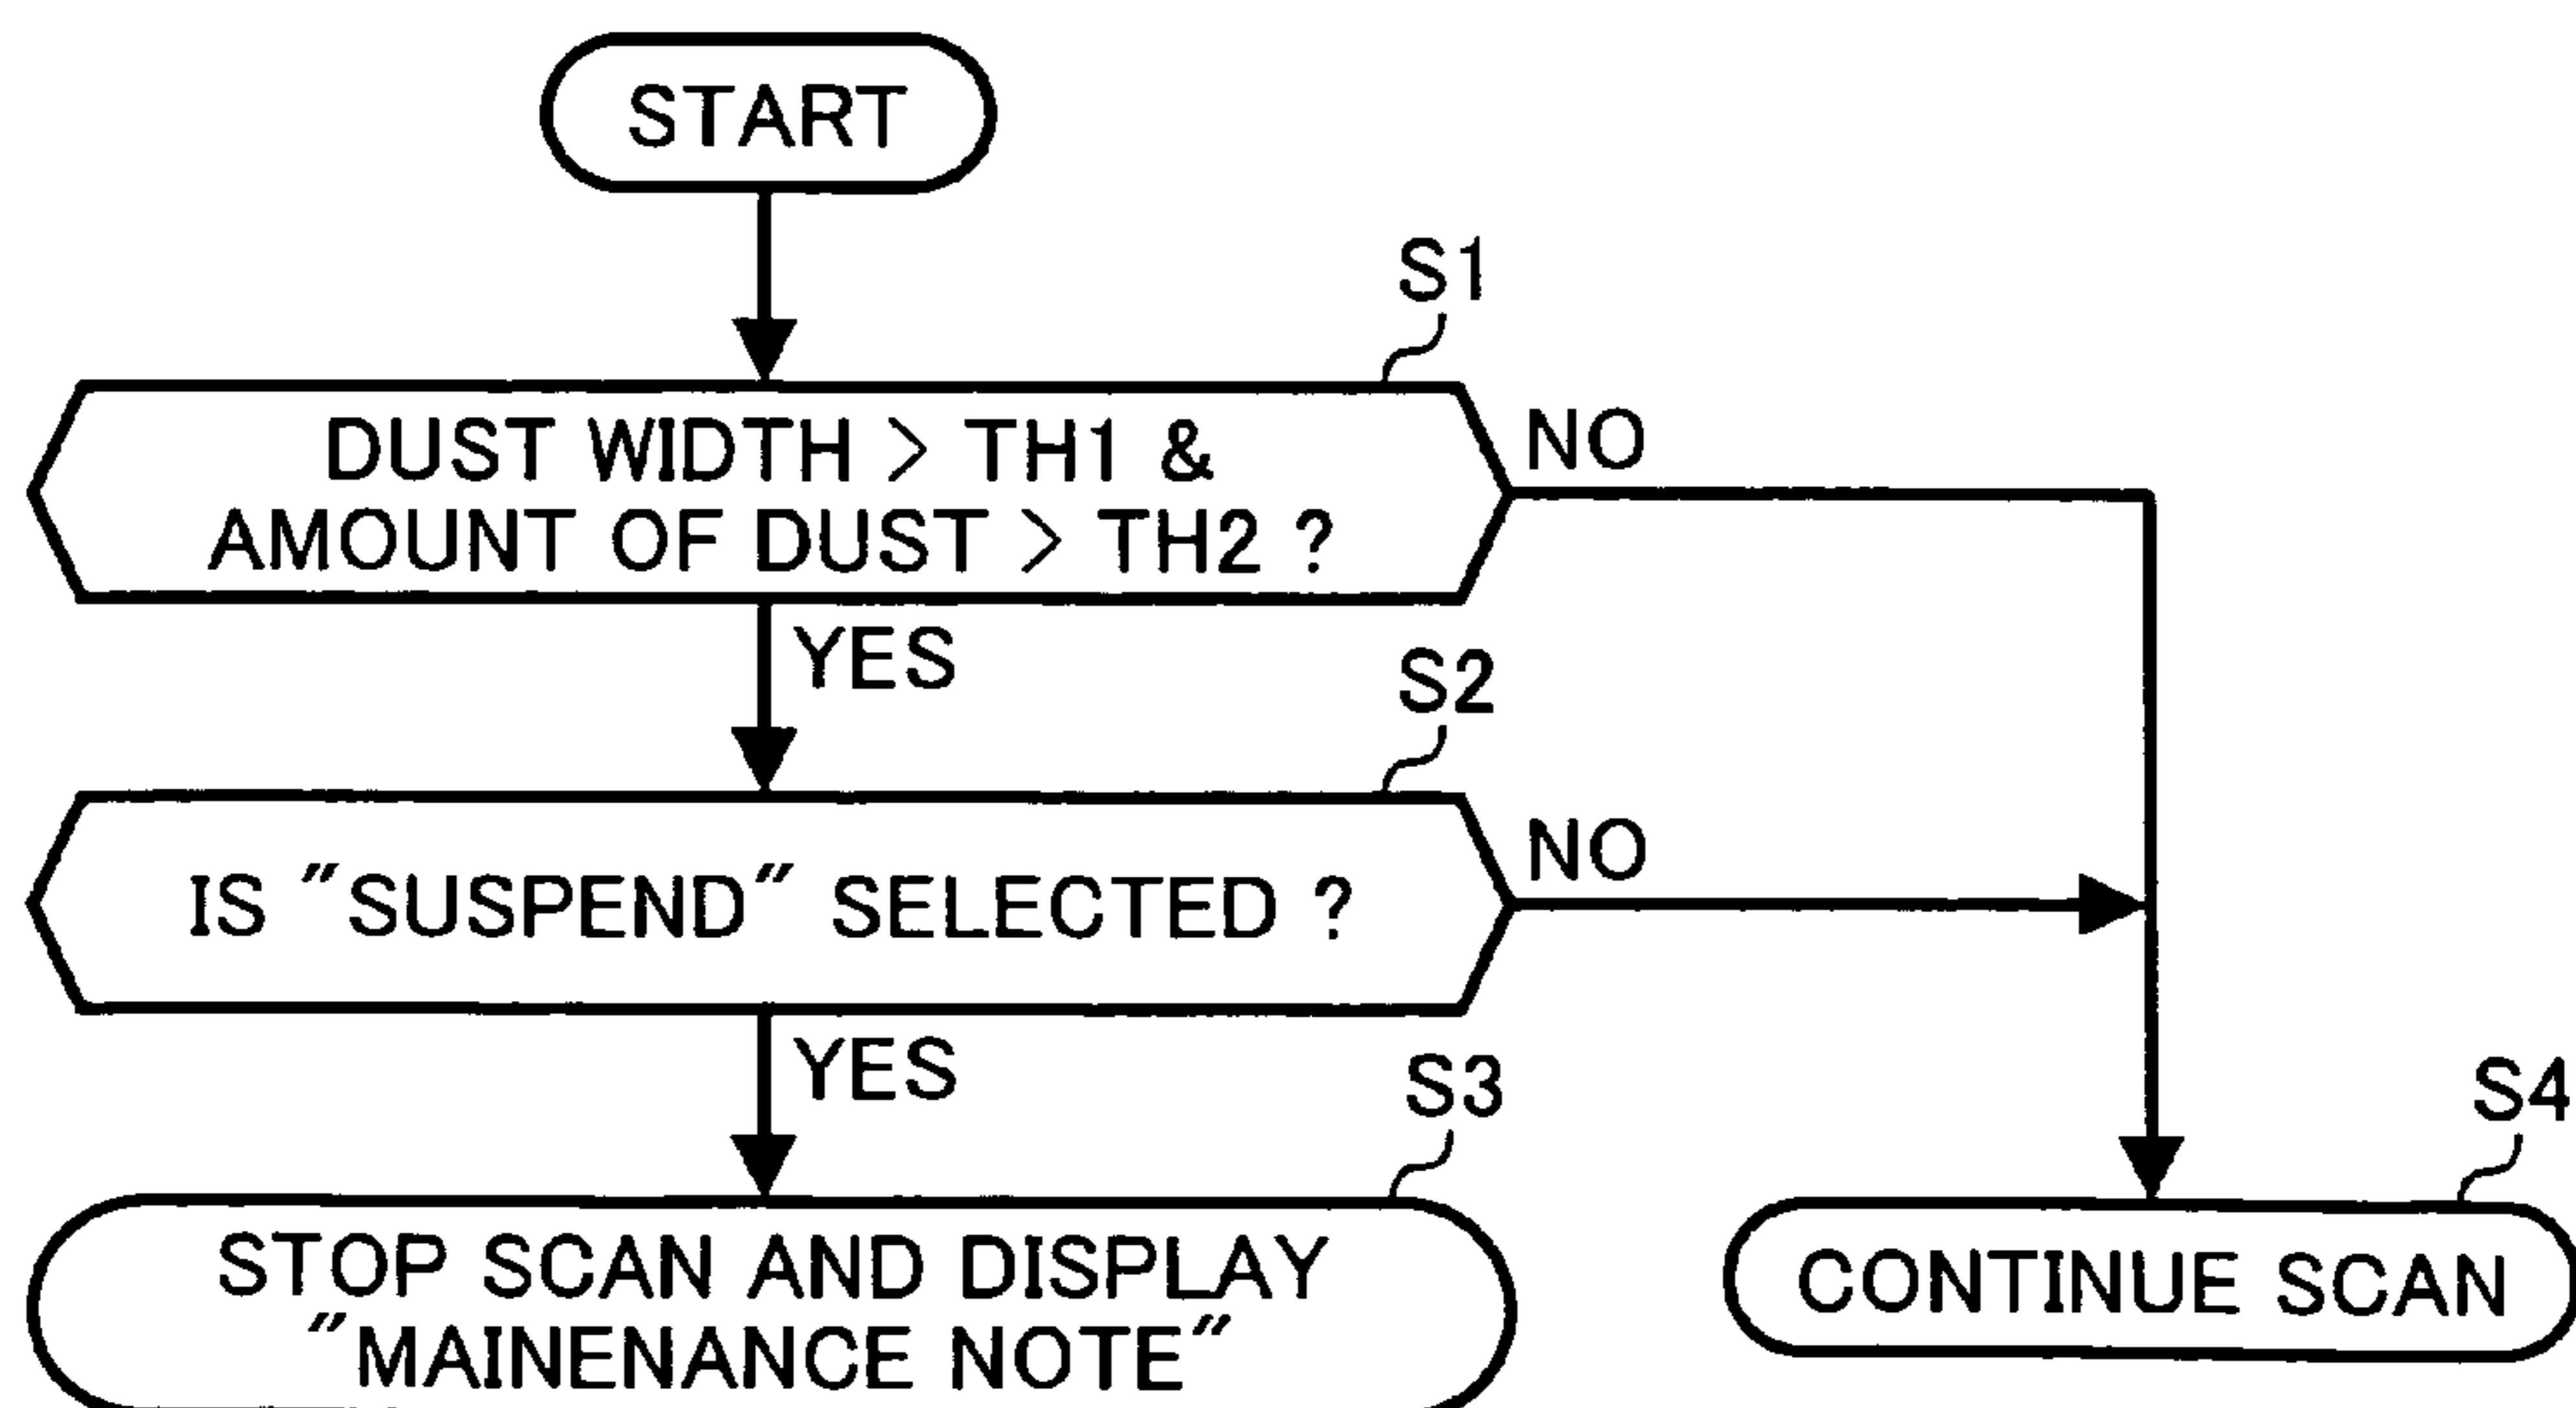 START
S1
DUST WIDTH > TH1 &
AMOUNT OF DUST > TH2 ?
NO
YES
S2
IS "SUSPEND" SELECTED ?
NO
YES
S3
STOP SCAN AND DISPLAY
"MAINENANCE NOTE"
S4
CONTINUE SCAN